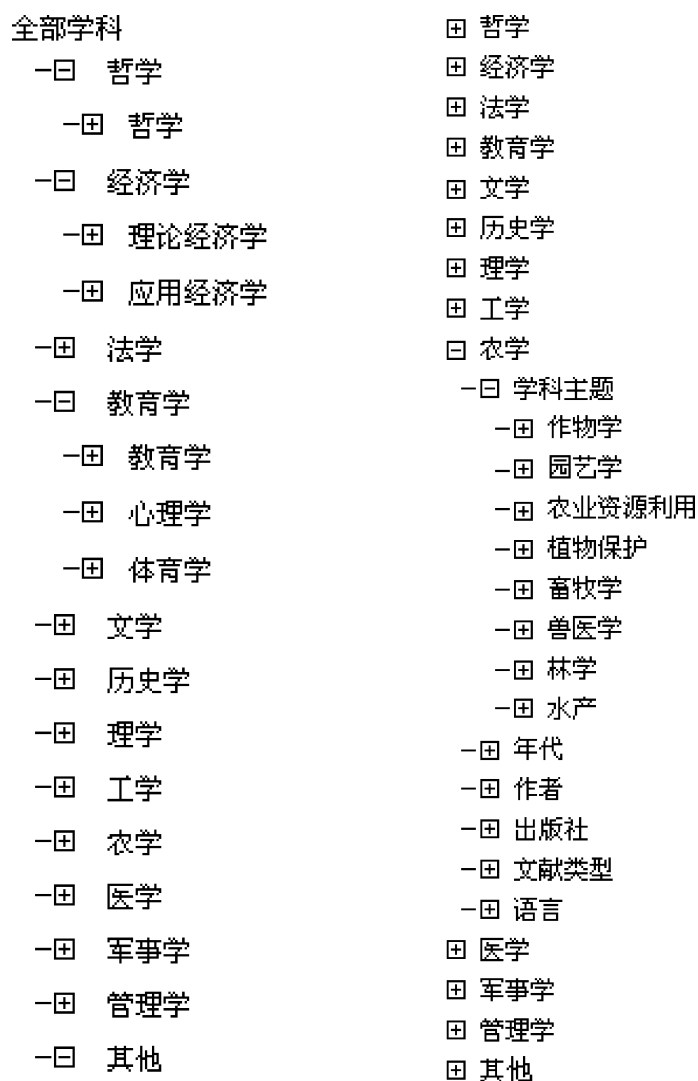 全部学科
哲学
哲学
经济学
理论经济学
应用经济学
法学
教育学
教育学
心理学
体育学
文学
历史学
理学
工学
农学
医学
军事学
管理学
其他
哲学
经济学
法学
教育学
文学
历史学
理学
工学
农学
学科主题
作物学
园艺学
农业资源利用
植物保护
畜牧学
兽医学
林学
水产
年代
作者
出版社
文献类型
语言
医学
军事学
管理学
其他